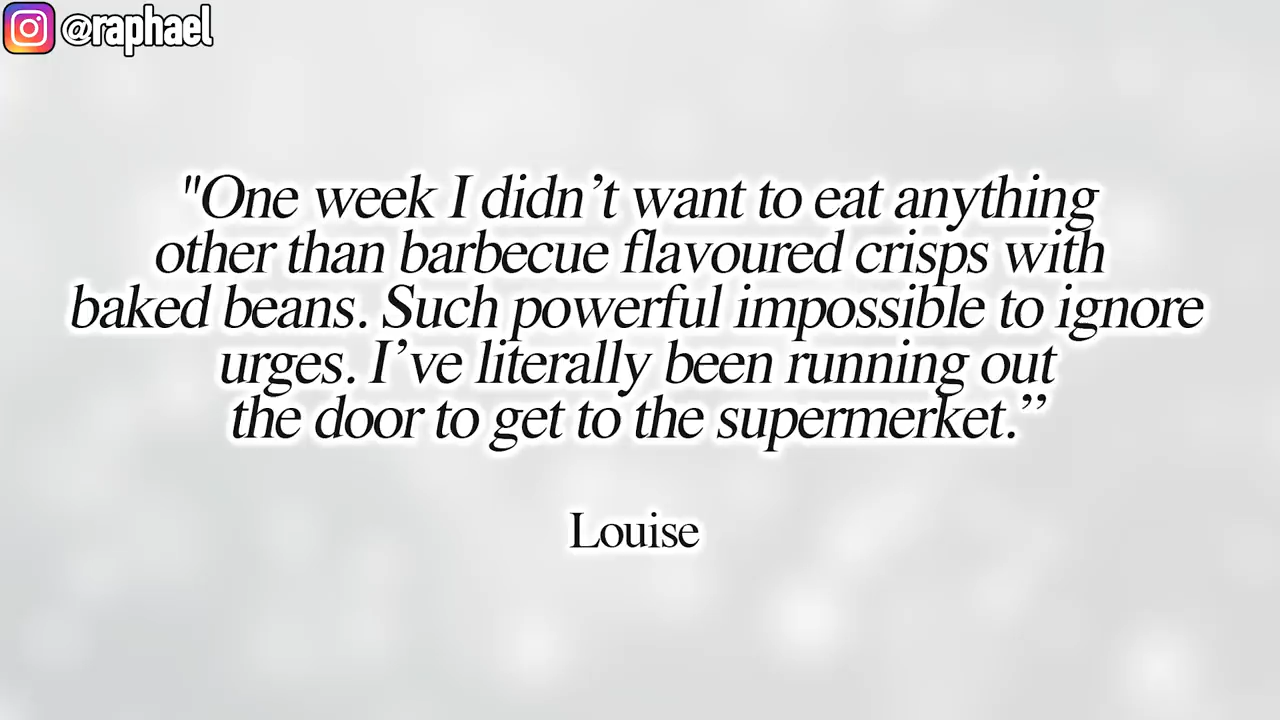 @raphael
"One week I didn’t want to eat anything
other than barbecue flavoured crisps with
baked beans. Such powerful impossible to ignore
urges. I’ve literally been running out
the door to get to the supermerket.”
Louise